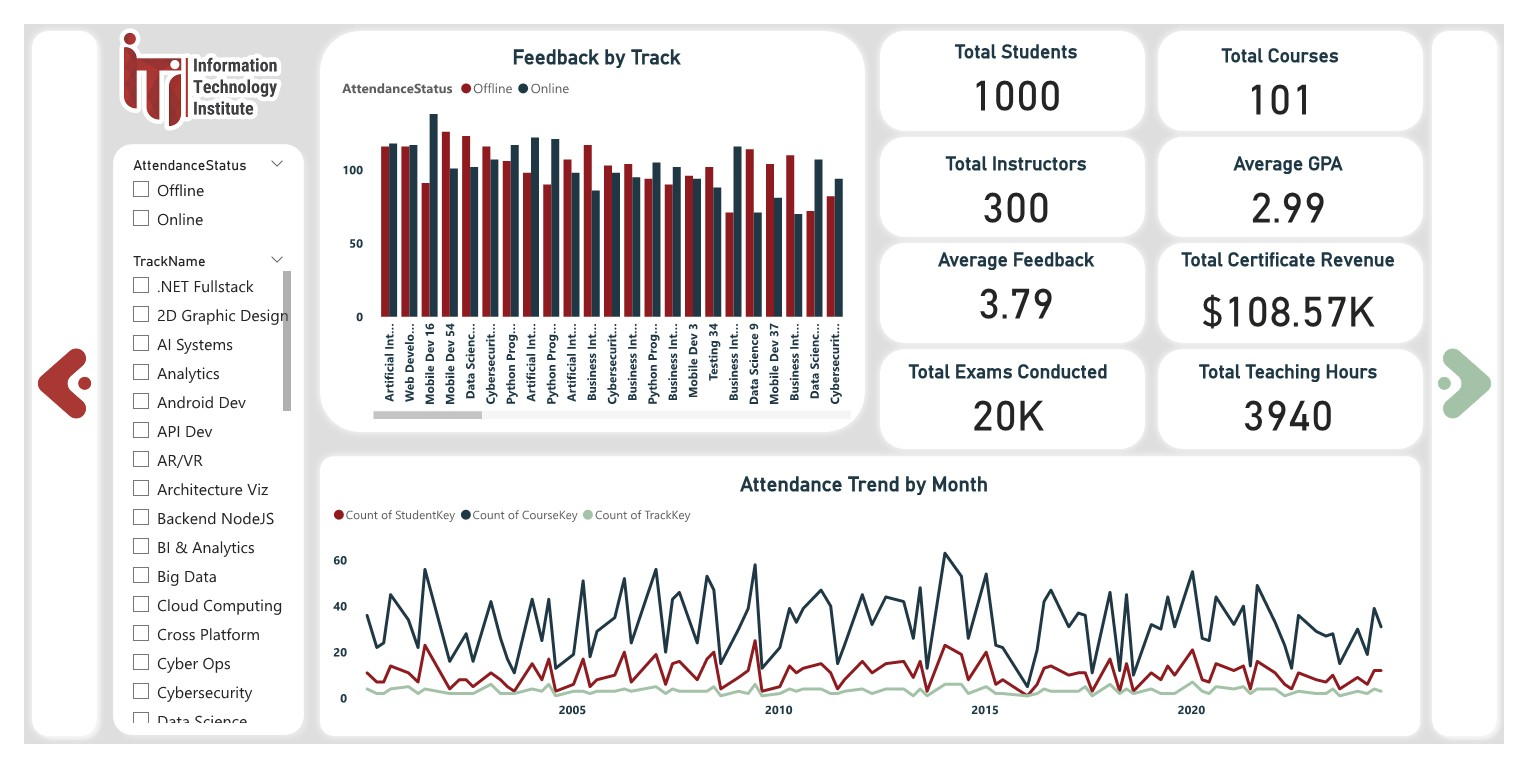 Information
Technology
Institute
AttendanceStatus
Offline
Online
TrackName
.NET Fullstack
2D Graphic Design
AI Systems
Analytics
Android Dev
API Dev
AR/VR
Architecture Viz
Backend NodeJS
BI & Analytics
Big Data
Cloud Computing
Cross Platform
Cyber Ops
Cybersecurity
Data Science
Feedback by Track
AttendanceStatus Offline Online
100
50
0
Artificial Int...
Web Develo...
Mobile Dev 16
Mobile Dev 54
Data Scienc...
Cybersecurit...
Python Prog...
Artificial Int...
Python Prog...
Artificial Int...
Business Int...
Cybersecurit...
Business Int...
Python Prog...
Business Int...
Mobile Dev 3
Testing 34
Business Int...
Data Science 9
Mobile Dev 37
Business Int...
Data Scienc...
Cybersecurit...
Total Students
1000
Total Courses
101
Total Instructors
300
Average GPA
2.99
Average Feedback
3.79
Total Certificate Revenue
$108.57K
Total Exams Conducted
20K
Total Teaching Hours
3940
Attendance Trend by Month
Count of StudentKey Count of CourseKey Count of TrackKey
60
40
20
0
2005 2010 2015 2020